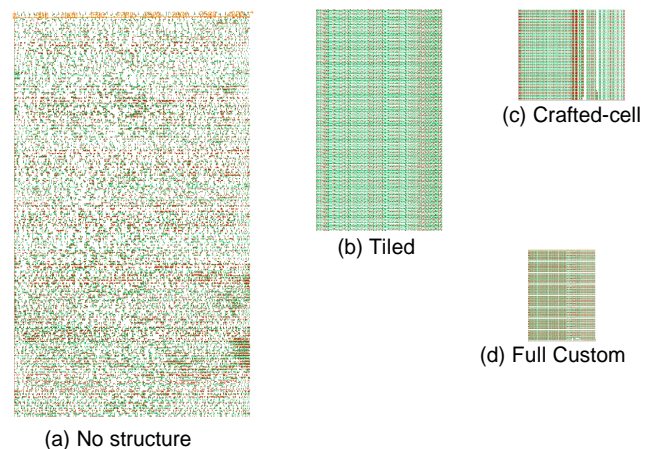 (c) Crafted-cell
(b) Tiled
(d) Full Custom
(a) No structure